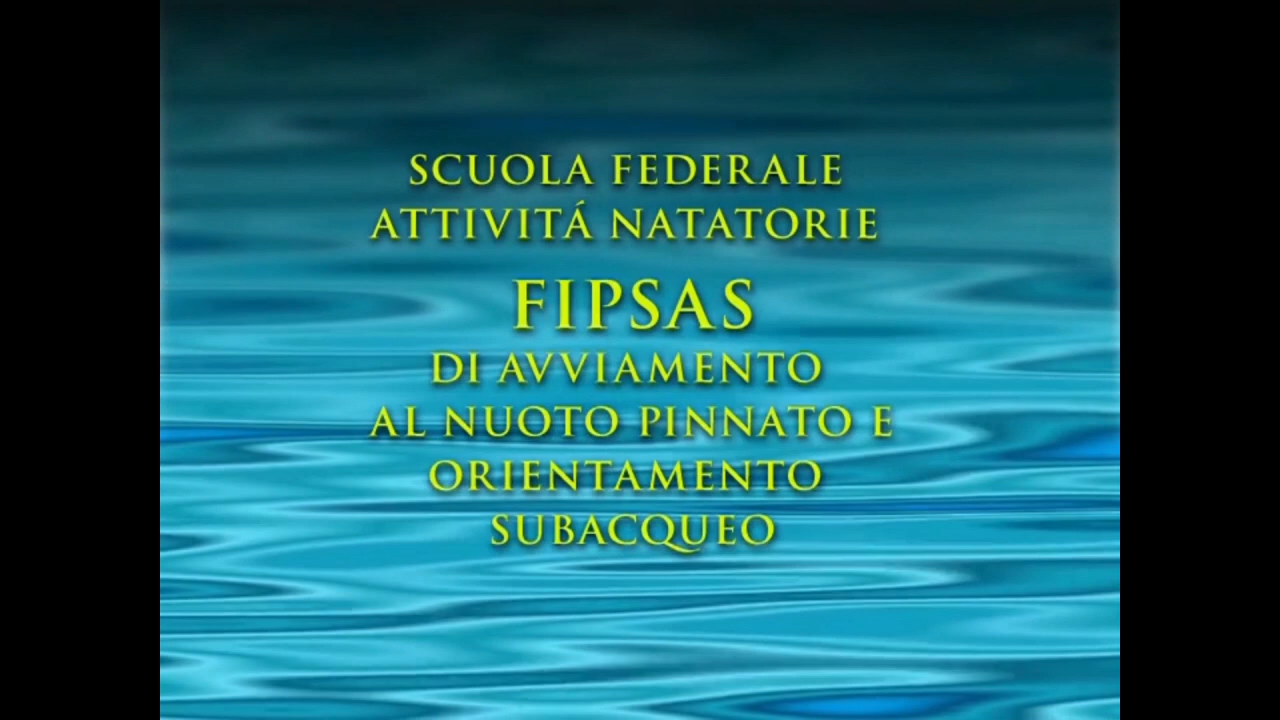 SCUOLA FEDERALE
ATTIVITÁ NATATORIE
FIPSAS
DI AVVIAMENTO
AL NUOTO PINNATO E
ORIENTAMENTO
SUBACQUEO